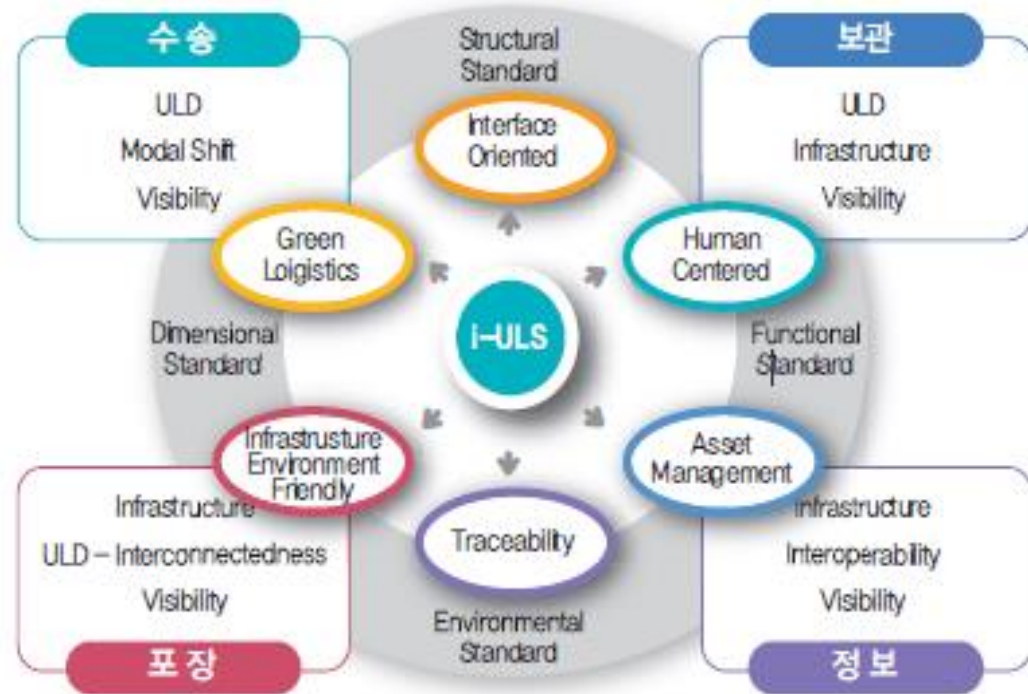 수송
ULD
Modal Shift
Visibility
Structural
Standard
보관
ULD
Infrastructure
Visibility
Interface
Oriented
Green
Loigistics
Human
Centered
i-ULS
Dimensional
Standard
Functional
Standard
Infrastrusture
Environment
Friendly
Asset
Management
Traceability
Infrastructure
ULD - Interconnectedness
Visibility
포장
Environmental
Standard
Infrastructure
Interoperability
Visibility
정보